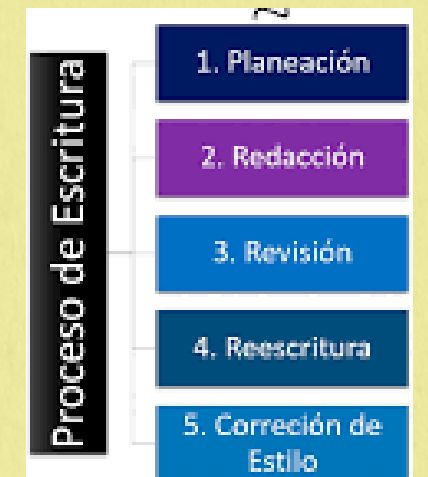 Proceso de Escritura
1. Planeación
2. Redacción
3. Revisión
4. Reescritura
5. Correción de
Estilo